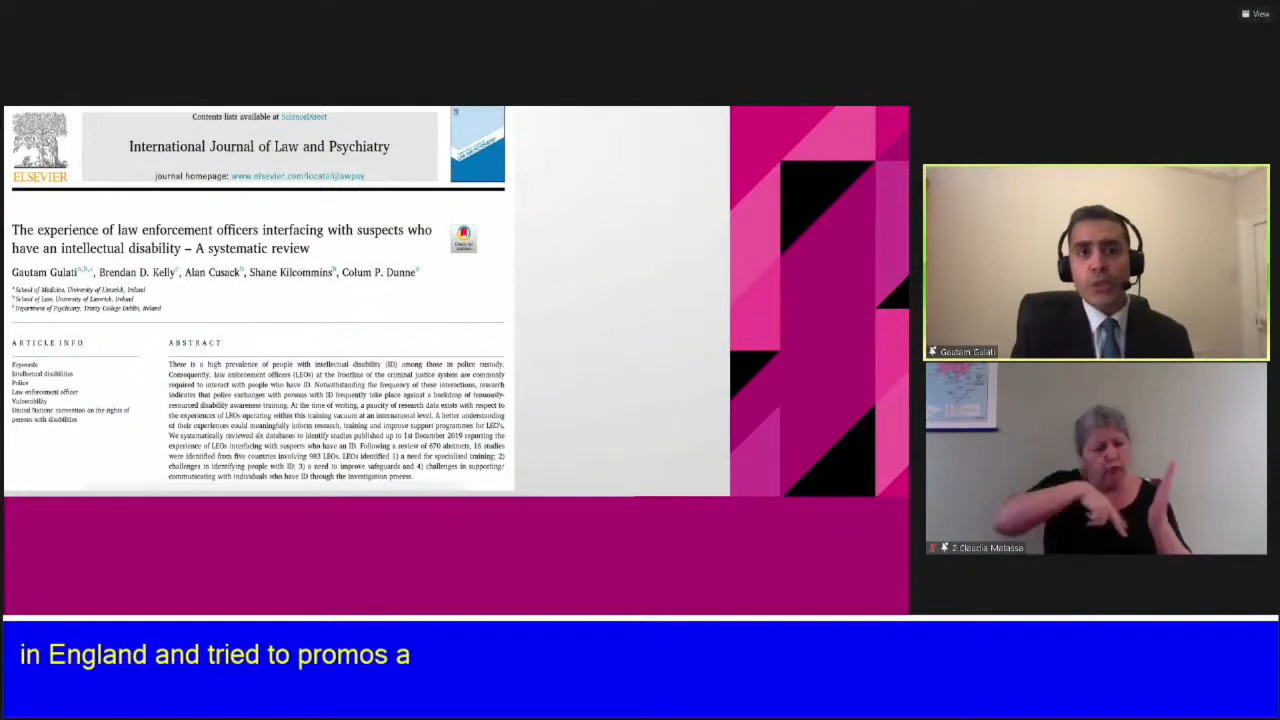 View
Contents lists available at ScienceDirect
International Journal of Law and Psychiatry
journal homepage: www.elsevier.com/locate/ijlawpsy
ELSEVIER
The experience of law enforcement officers interfacing with suspects who
have an intellectual disability – A systematic review
Gautam Gulati a,b,*, Brendan D. Kelly c, Alan Cusack b, Shane Kilcommins b, Colum P. Dunne a
a School of Medicine, University of Limerick, Ireland
b School of Law, University of Limerick, Ireland
c Department of Psychiatry, Trinity College Dublin, Ireland
ARTICLE INFO
Keywords:
Intellectual disabilities
Police
Law enforcement officer
Vulnerability
United Nations' convention on the rights of
persons with disabilities
ABSTRACT
There is a high prevalence of people with intellectual disability (ID) among those in police custody.
Consequently, law enforcement officers (LEOs) at the frontline of the criminal justice system are commonly
required to interact with people who have ID. Notwithstanding the frequency of these interactions, research
indicates that police exchanges with persons with ID frequently take place against a backdrop of tenuously-
resourced disability awareness training. At the time of writing, a paucity of research data exists with respect to
the experiences of LEOs operating within this training vacuum at an international level. A better understanding
of their experiences could meaningfully inform research, training and improve support programmes for LEO's.
We systematically reviewed six databases to identify studies published up to 1st December 2019 reporting the
experience of LEOs interfacing with suspects who have an ID. Following a review of 670 abstracts, 16 studies
were identified from five countries involving 983 LEOs. LEOs identified 1) a need for specialised training; 2)
challenges in identifying people with ID; 3) a need to improve safeguards and 4) challenges in supporting/
communicating with individuals who have ID through the investigation process.
Gautam Gulati
2.Claudia Matassa
in England and tried to promos a